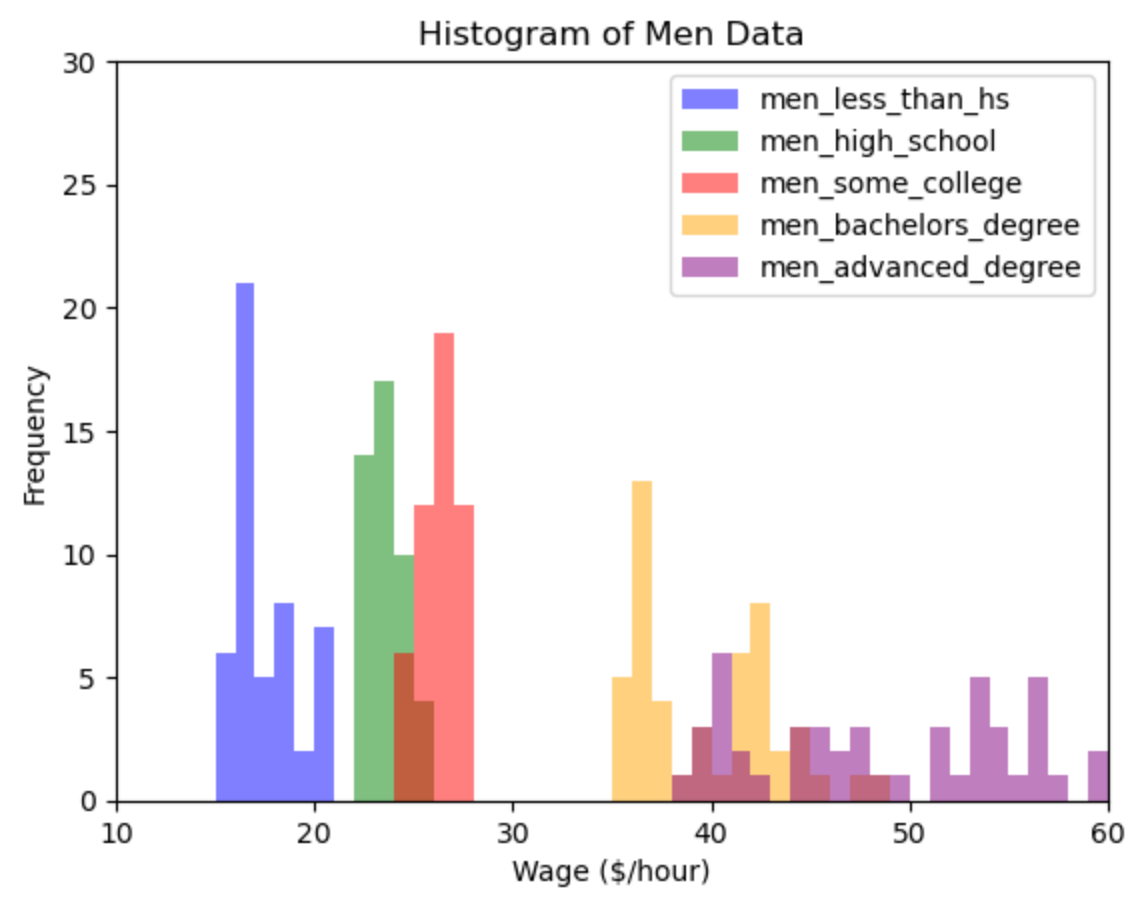 Histogram of Men Data
30
25
20
15
10
5
0
Frequency
men_less_than_hs
men_high_school
men_some_college
men_bachelors_degree
men_advanced_degree
10 20 30 40 50 60
Wage ($/hour)